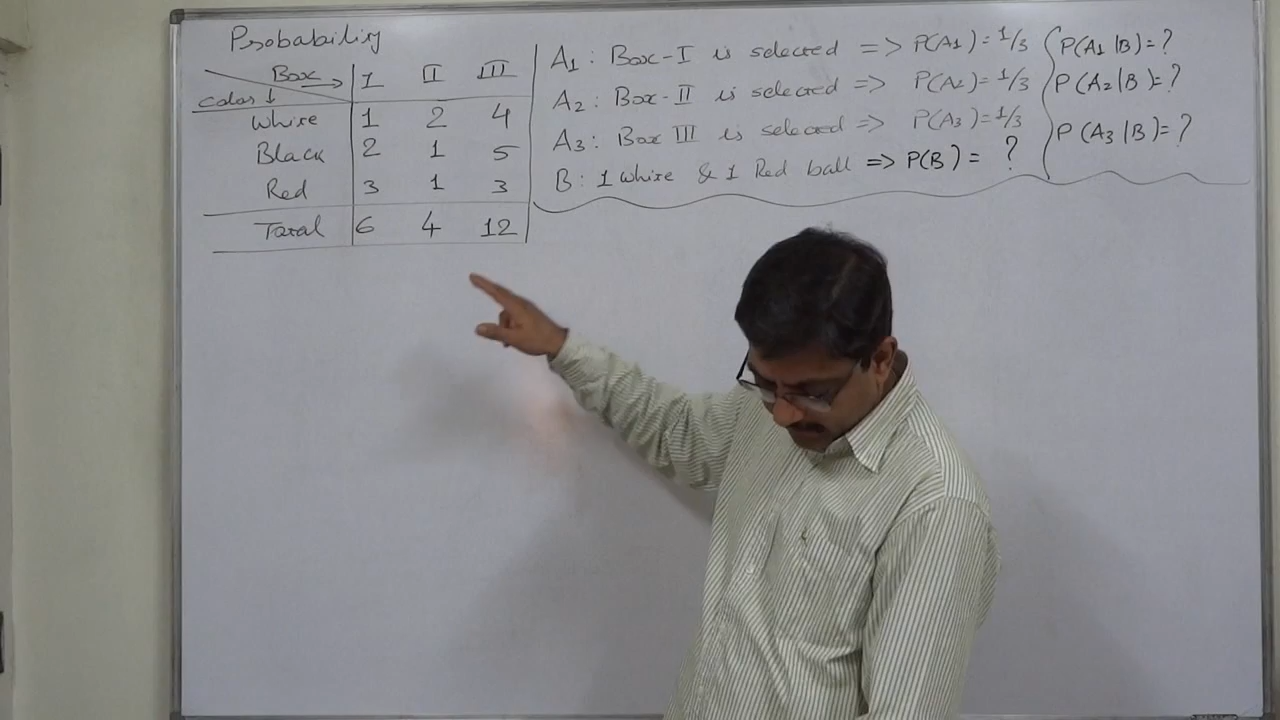 Probability
Box → I II III
Color ↓
White 1 2 4
Black 2 1 5
Red 3 1 3
Total 6 4 12
A1 : Box-I is selected => P(A1) = 1/3
A2 : Box-II is selected => P(A2) = 1/3
A3 : Box III is selected => P(A3) = 1/3
B : 1 White & 1 Red ball => P(B) = ?
P(A1|B) = ?
P(A2|B) = ?
P(A3|B) = ?